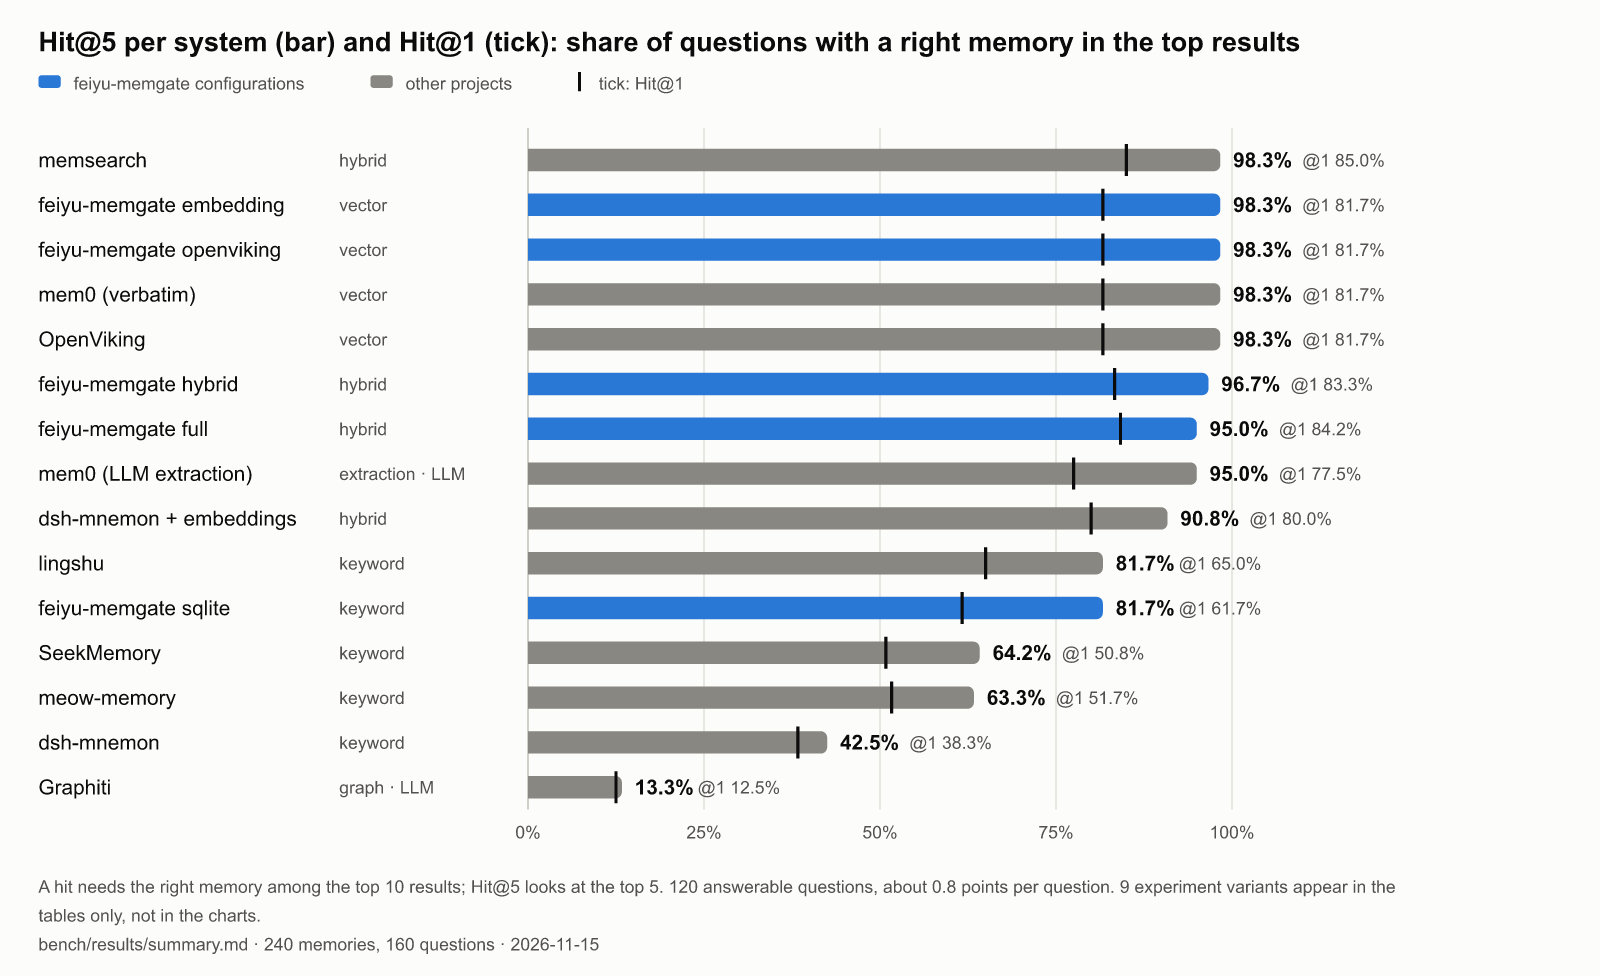 Hit@5 per system (bar) and Hit@1 (tick): share of questions with a right memory in the top results
feiyu-memgate configurations other projects tick: Hit@1
memsearch hybrid 98.3% @1 85.0%
feiyu-memgate embedding vector 98.3% @1 81.7%
feiyu-memgate openviking vector 98.3% @1 81.7%
mem0 (verbatim) vector 98.3% @1 81.7%
OpenViking vector 98.3% @1 81.7%
feiyu-memgate hybrid hybrid 96.7% @1 83.3%
feiyu-memgate full hybrid 95.0% @1 84.2%
mem0 (LLM extraction) extraction · LLM 95.0% @1 77.5%
dsh-mnemon + embeddings hybrid 90.8% @1 80.0%
lingshu keyword 81.7% @1 65.0%
feiyu-memgate sqlite keyword 81.7% @1 61.7%
SeekMemory keyword 64.2% @1 50.8%
meow-memory keyword 63.3% @1 51.7%
dsh-mnemon keyword 42.5% @1 38.3%
Graphiti graph · LLM 13.3% @1 12.5%
0% 25% 50% 75% 100%
A hit needs the right memory among the top 10 results; Hit@5 looks at the top 5. 120 answerable questions, about 0.8 points per question. 9 experiment variants appear in the
tables only, not in the charts.
bench/results/summary.md · 240 memories, 160 questions · 2026-11-15